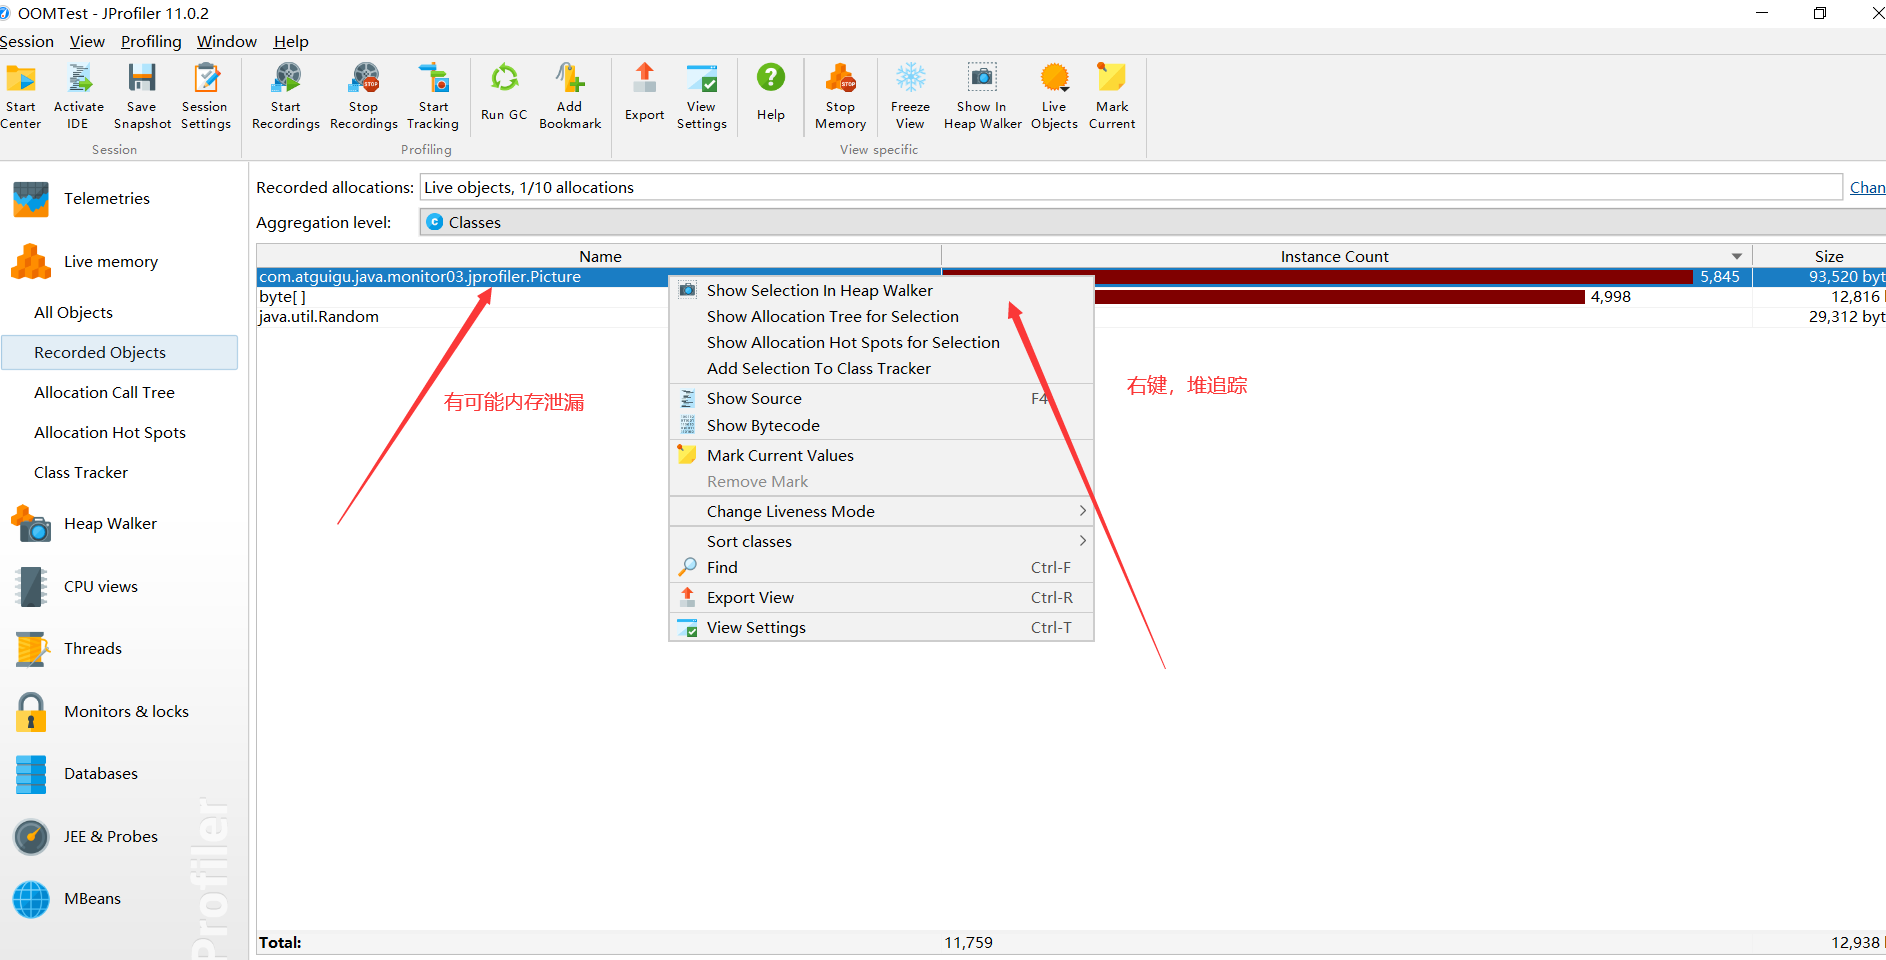 OOMTest - JProfiler 11.0.2
Session View Profiling Window Help
Start Center
Activate IDE
Save Snapshot
Session Settings
Start Recordings
Stop Recordings
Start Tracking
Run GC
Add Bookmark
Export
View Settings
Help
Stop Memory
Freeze View
Show In Heap Walker
Live Objects
Mark Current
Session
Profiling
View specific
Telemetries
Live memory
All Objects
Recorded Objects
Allocation Call Tree
Allocation Hot Spots
Class Tracker
Heap Walker
CPU views
Threads
Monitors & locks
Databases
JEE & Probes
MBeans
JProfiler
Recorded allocations: Live objects, 1/10 allocations Chan
Aggregation level: Classes
Name Instance Count Size
com.atguigu.java.monitor03.jprofiler.Picture 5,845 93,520 byt
byte[] 4,998 12,816
java.util.Random 29,312 byt
Show Selection In Heap Walker
Show Allocation Tree for Selection
Show Allocation Hot Spots for Selection
Add Selection To Class Tracker
Show Source F4
Show Bytecode
Mark Current Values
Remove Mark
Change Liveness Mode
Sort classes
Find Ctrl-F
Export View Ctrl-R
View Settings Ctrl-T
有可能内存泄漏
右键，堆追踪
Total: 11,759 12,938